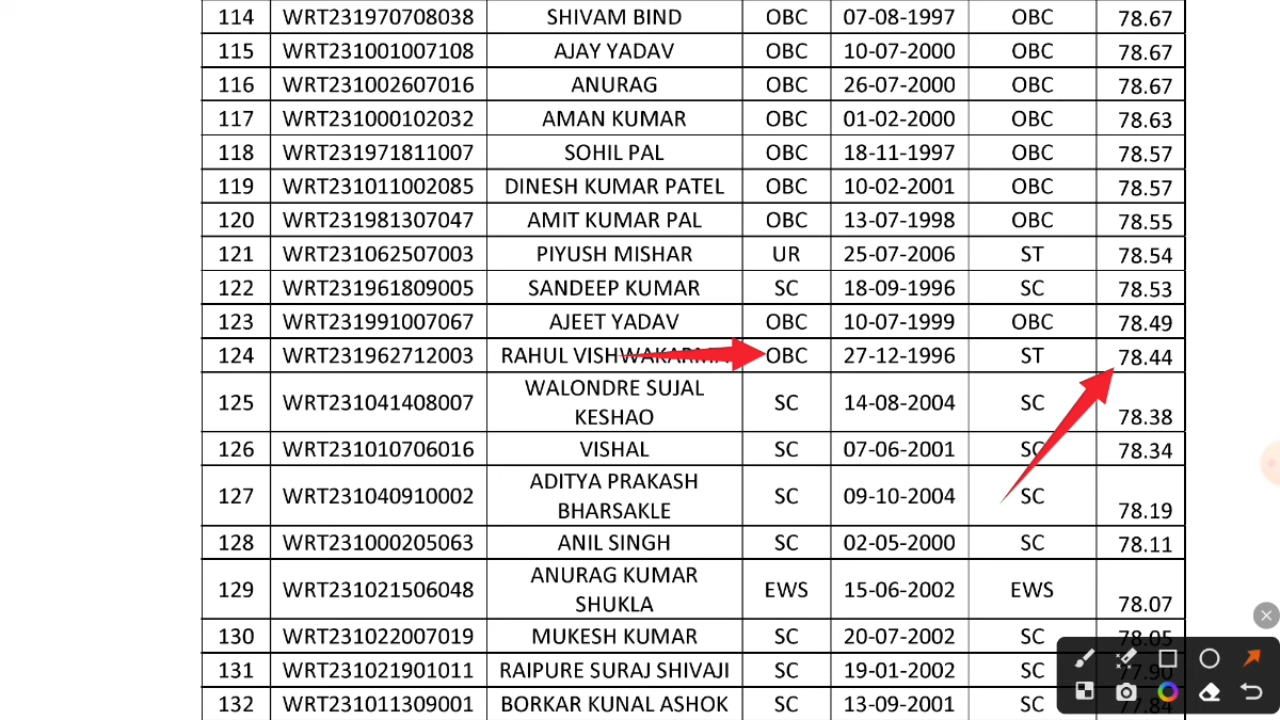 114 WRT231970708038 SHIVAM BIND OBC 07-08-1997 OBC 78.67
115 WRT231001007108 AJAY YADAV OBC 10-07-2000 OBC 78.67
116 WRT231002607016 ANURAG OBC 26-07-2000 OBC 78.67
117 WRT231000102032 AMAN KUMAR OBC 01-02-2000 OBC 78.63
118 WRT231971811007 SOHIL PAL OBC 18-11-1997 OBC 78.57
119 WRT231011002085 DINESH KUMAR PATEL OBC 10-02-2001 OBC 78.57
120 WRT231981307047 AMIT KUMAR PAL OBC 13-07-1998 OBC 78.55
121 WRT231062507003 PIYUSH MISHAR UR 25-07-2006 ST 78.54
122 WRT231961809005 SANDEEP KUMAR SC 18-09-1996 SC 78.53
123 WRT231991007067 AJEET YADAV OBC 10-07-1999 OBC 78.49
124 WRT231962712003 RAHUL VISHWAKARMA OBC 27-12-1996 ST 78.44
WALONDRE SUJAL
125 WRT231041408007 KESHAO SC 14-08-2004 SC 78.38
126 WRT231010706016 VISHAL SC 07-06-2001 SC 78.34
ADITYA PRAKASH
127 WRT231040910002 BHARSAKLE SC 09-10-2004 SC 78.19
128 WRT231000205063 ANIL SINGH SC 02-05-2000 SC 78.11
ANURAG KUMAR
129 WRT231021506048 SHUKLA EWS 15-06-2002 EWS 78.07
130 WRT231022007019 MUKESH KUMAR SC 20-07-2002 SC 78.05
131 WRT231021901011 RAIPURE SURAJ SHIVAJI SC 19-01-2002 SC 77.90
132 WRT231011309001 BORKAR KUNAL ASHOK SC 13-09-2001 SC 77.84